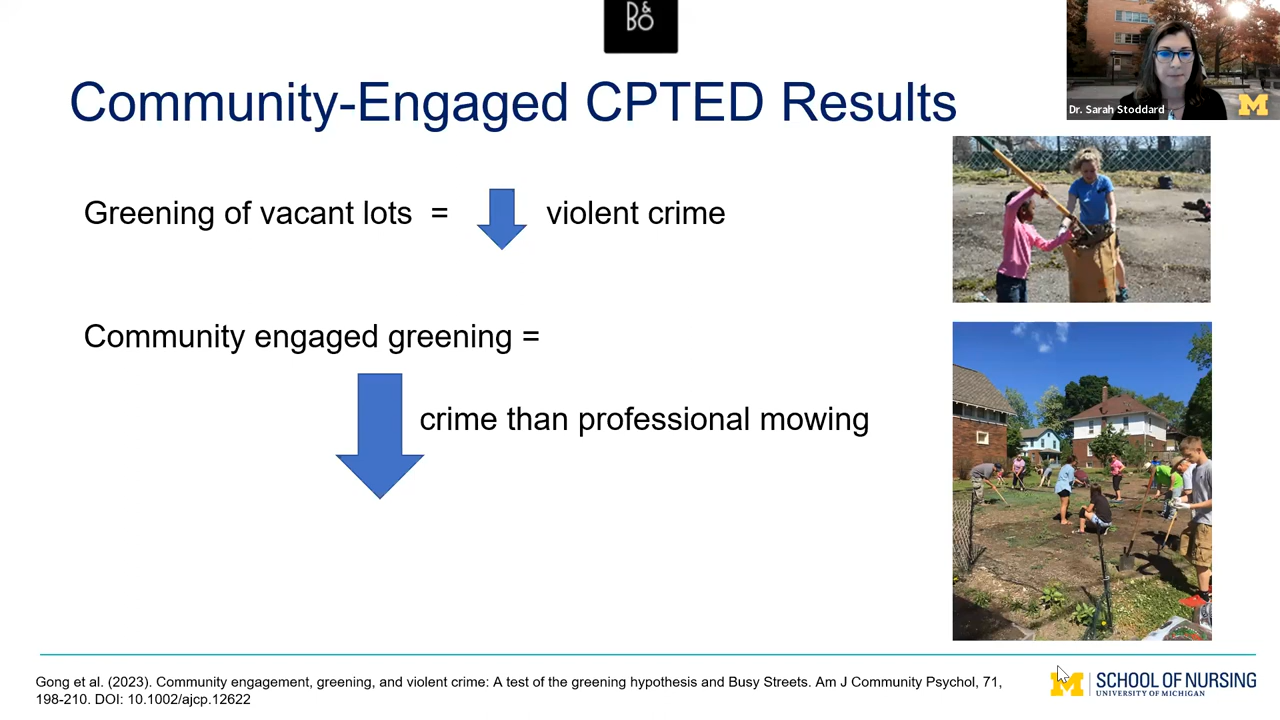 D&
BO
Community-Engaged CPTED Results
Dr. Sarah Stoddard
M
Greening of vacant lots =
violent crime
Community engaged greening =
crime than professional mowing
Gong et al. (2023). Community engagement, greening, and violent crime: A test of the greening hypothesis and Busy Streets. Am J Community Psychol, 71,
198-210. DOI: 10.1002/ajcp.12622
M
SCHOOL OF NURSING
UNIVERSITY OF MICHIGAN